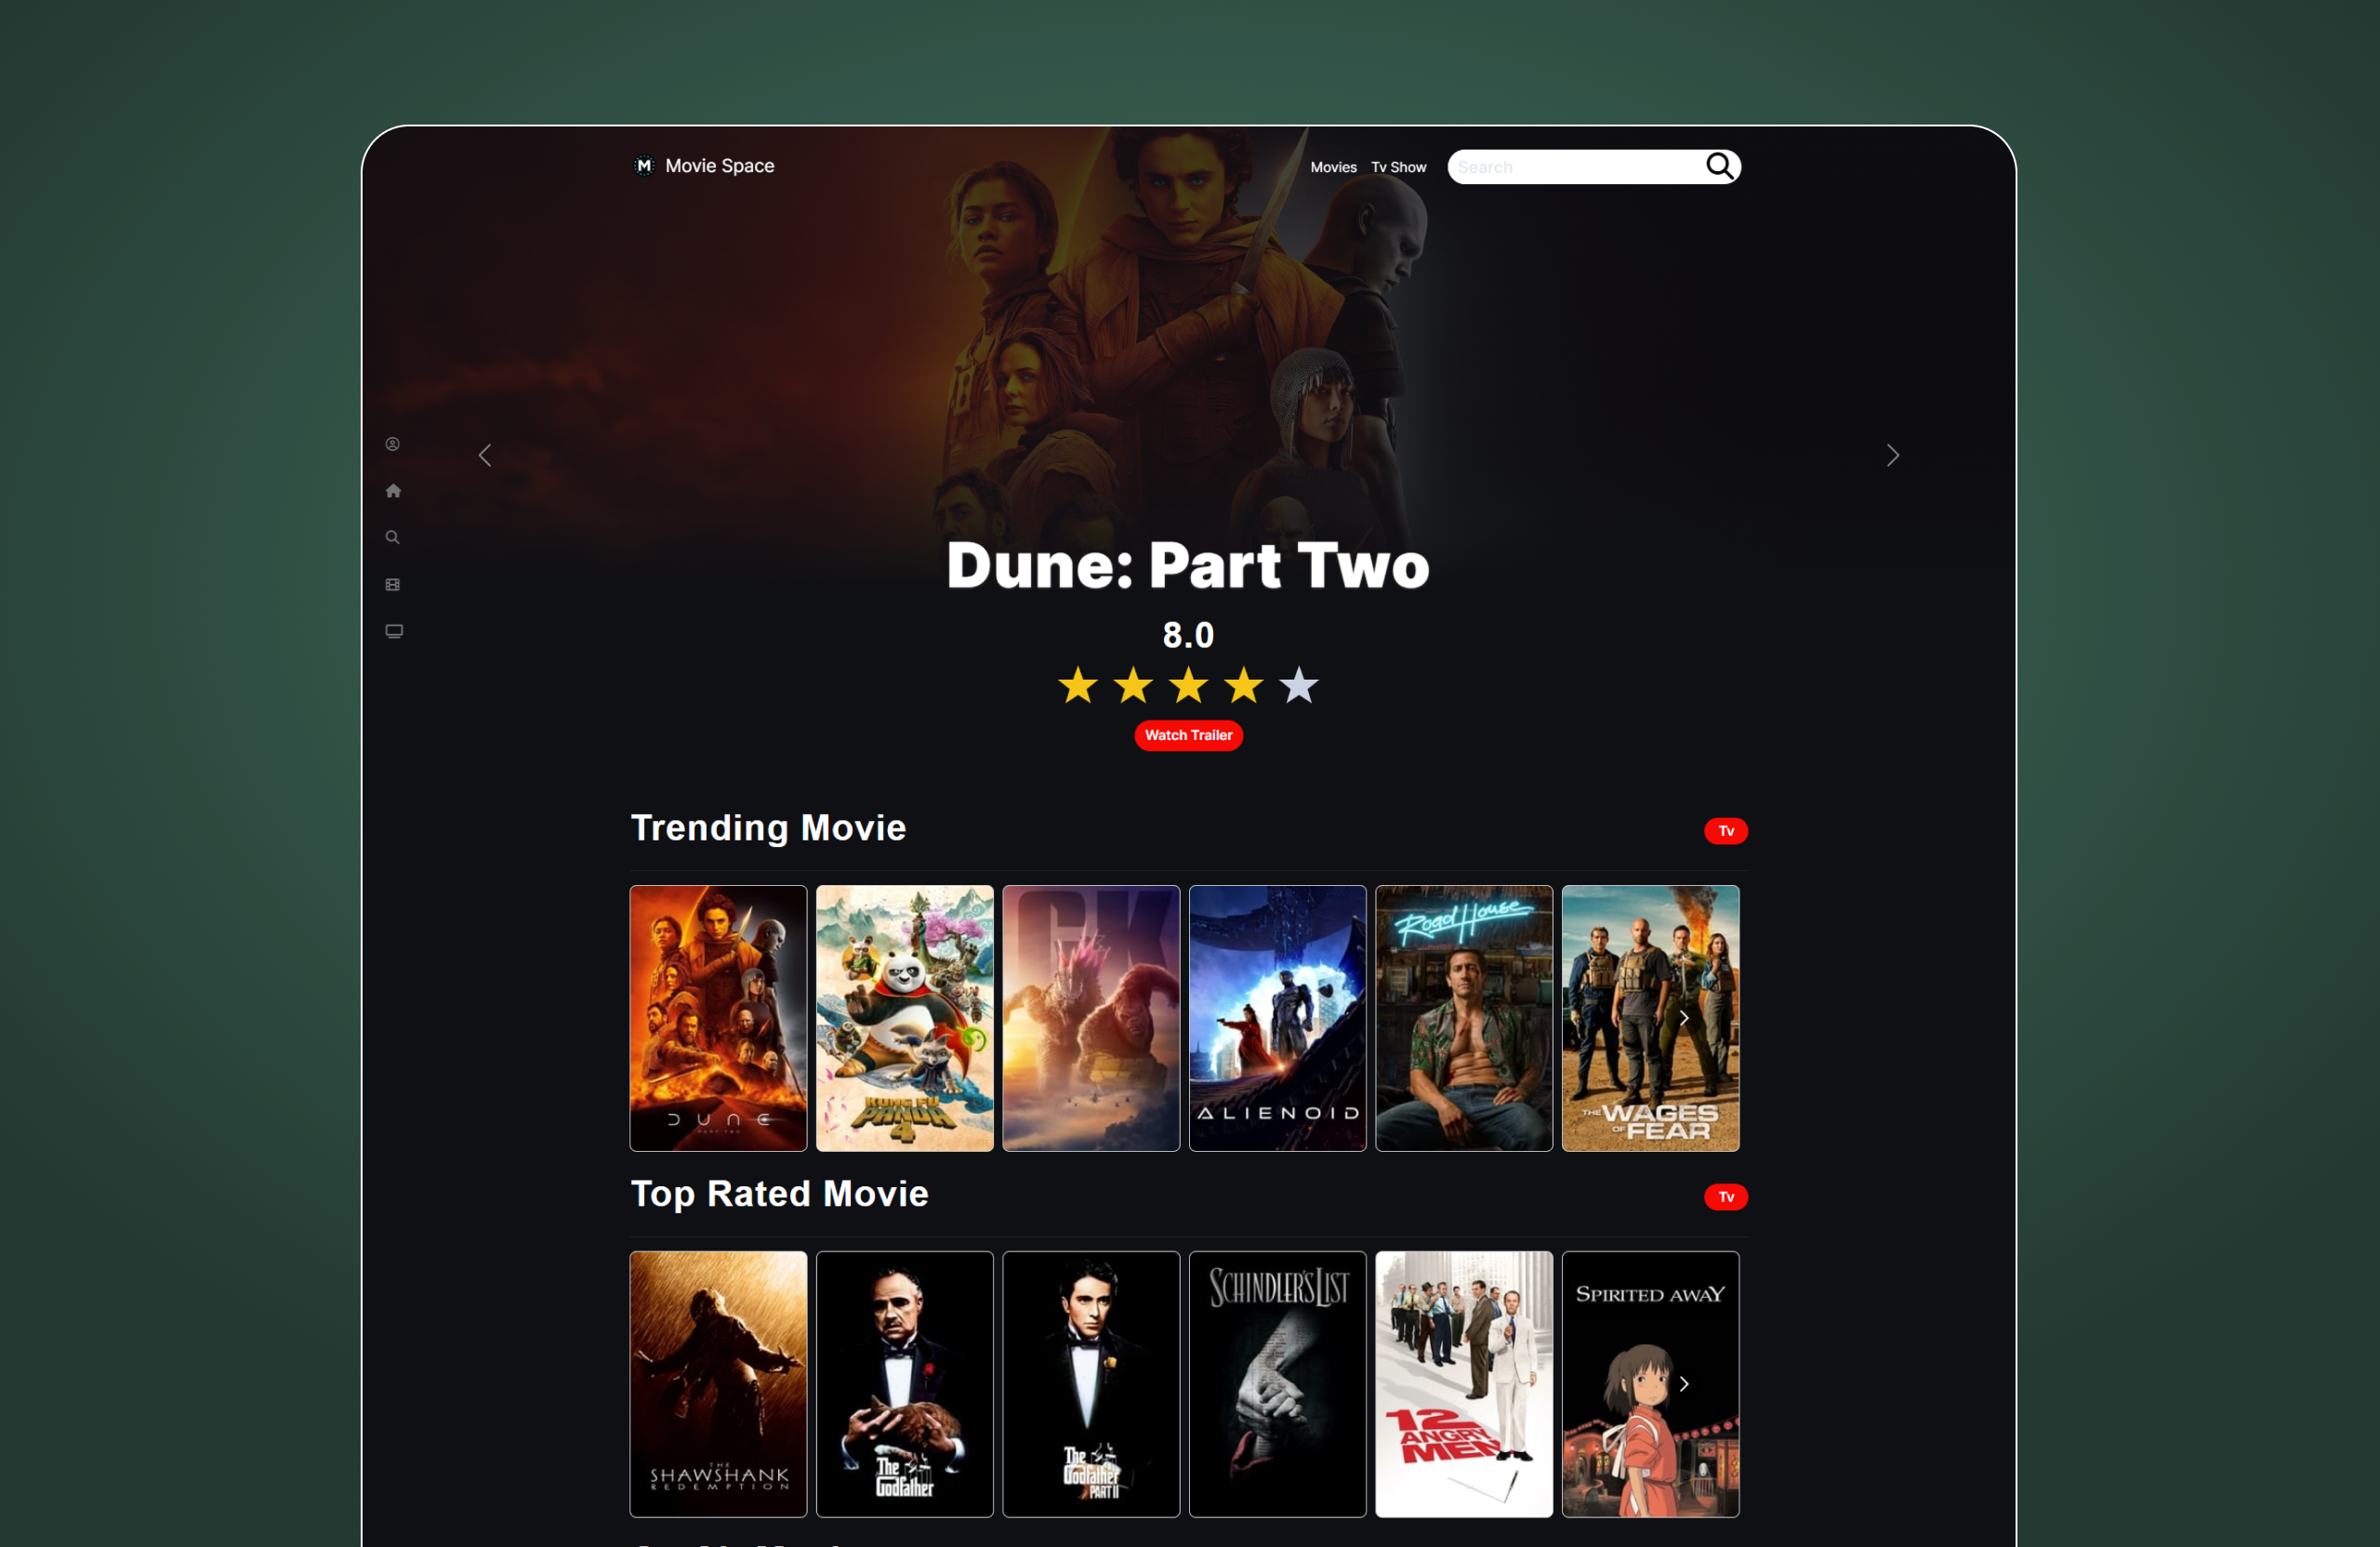 M Movie Space
Movies Tv Show Search
Dune: Part Two
8.0
Watch Trailer
Trending Movie
Tv
DUNE
PART TWO
KUNG FU
PANDA
4
GK
ALIENOID
Road House
THE WAGES
OF FEAR
Top Rated Movie
Tv
THE
SHAWSHANK
REDEMPTION
The
Godfather
The
Godfather
PART II
SCHINDLER'S LIST
12
ANGRY
MEN
SPIRITED AWAY